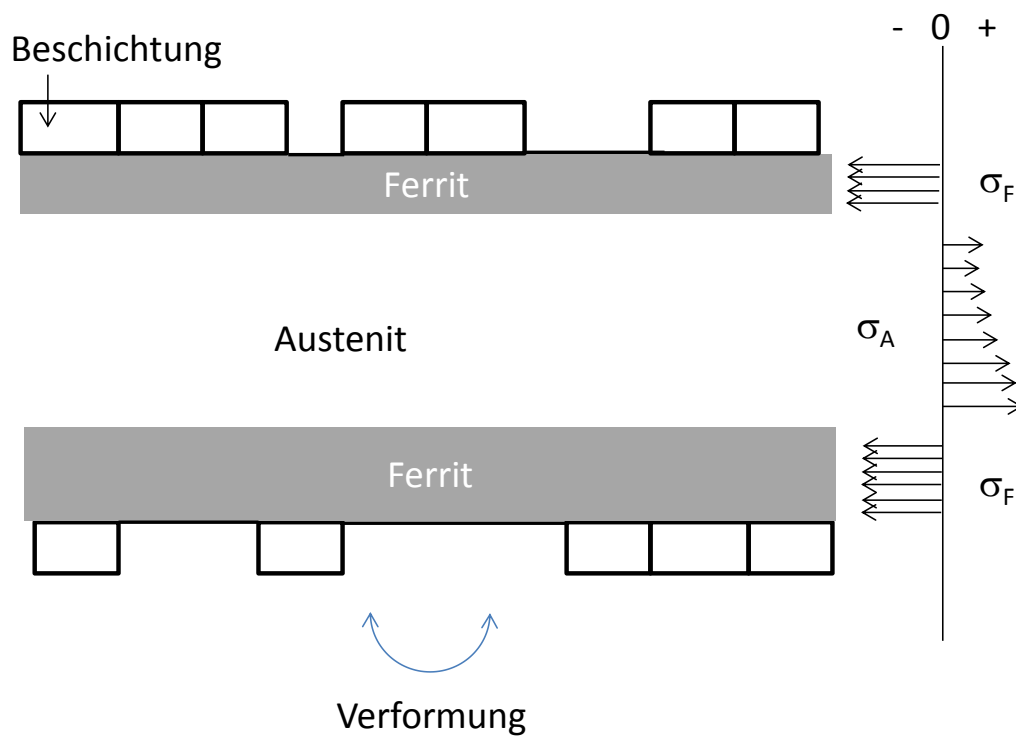 - 0 +
Beschichtung
Ferrit
σF
Austenit
σA
Ferrit
σF
Verformung